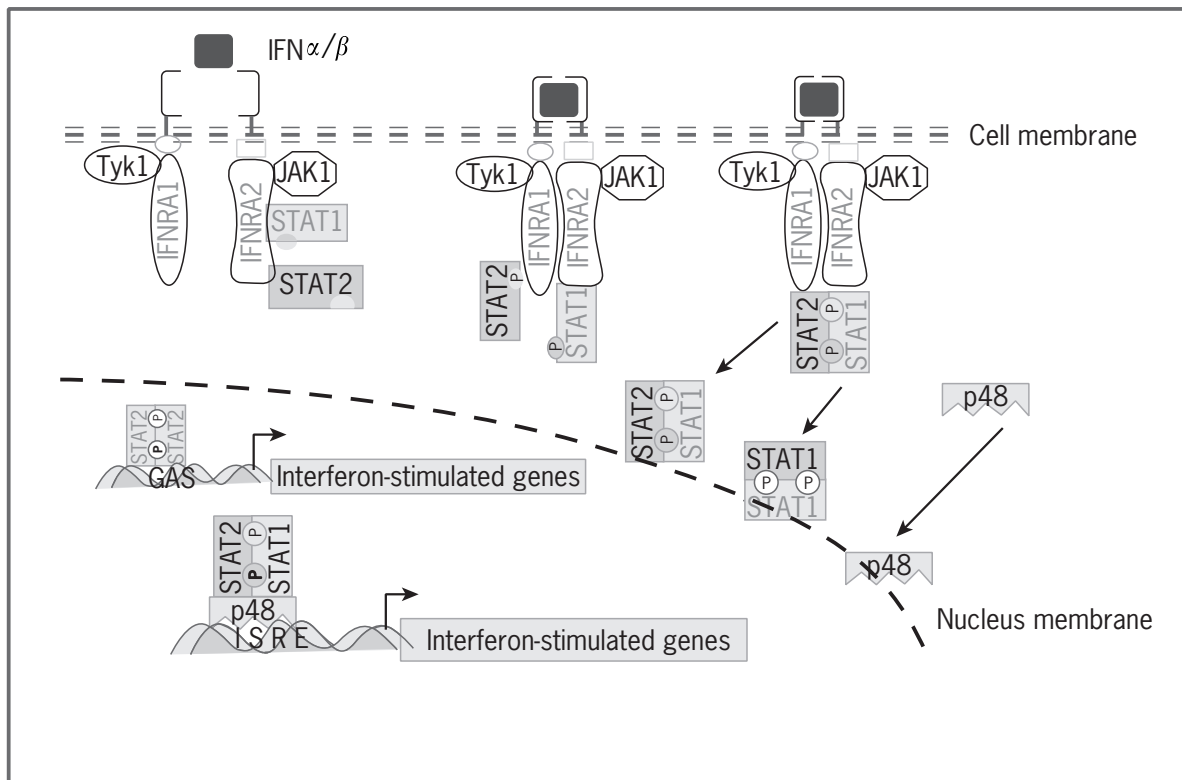 IFNα/β
Cell membrane
Tyk1
IFNRA1
IFNRA2
JAK1
STAT1
STAT2
Tyk1
IFNRA1
IFNRA2
JAK1
STAT2
P
STAT1
P
Tyk1
IFNRA1
IFNRA2
JAK1
STAT2
P
P
STAT1
STAT2
P
P
STAT1
p48
STAT1
P P
STAT1
STAT2
P
P
STAT2
GAS
Interferon-stimulated genes
STAT2
P
P
STAT1
p48
ISRE
Interferon-stimulated genes
p48
Nucleus membrane